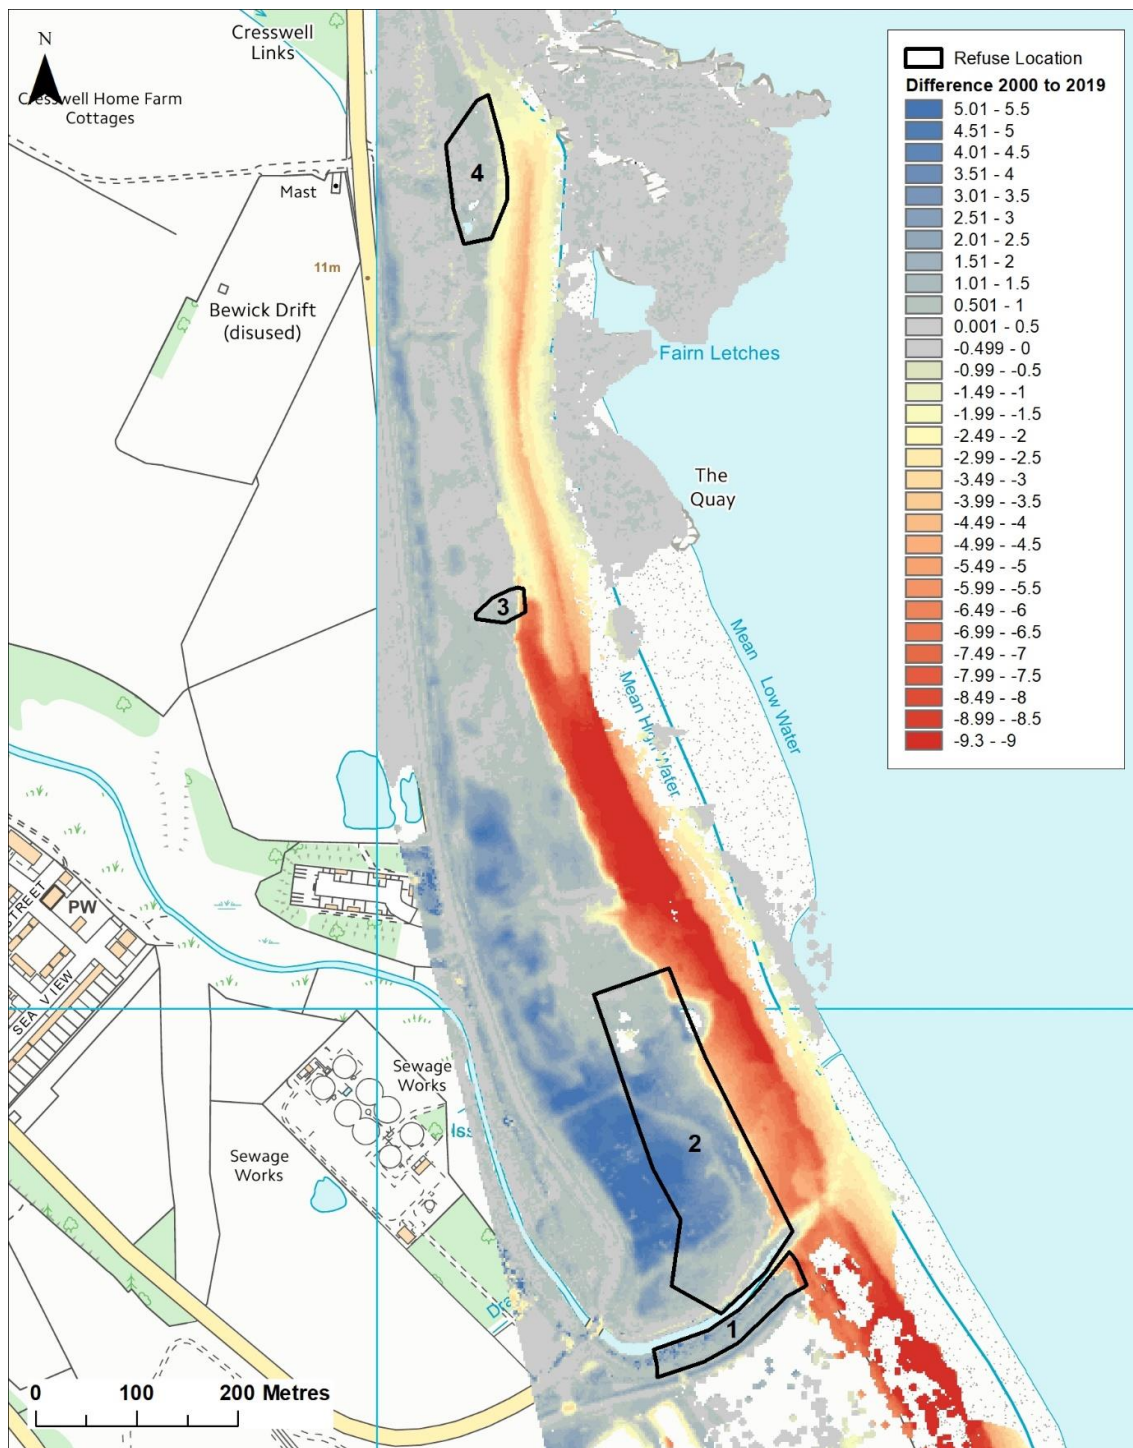 N
Cresswell
Links
Cresswell Home Farm
Cottages
Mast
11m
Bewick Drift
(disused)
Fairn Letches
The
Quay
Mean Low Water
Mean High Water
STREET
PW
SEA VIEW
Sewage
Works
Sewage
Works
4
3
2
1
0 100 200 Metres
Refuse Location
Difference 2000 to 2019
5.01 - 5.5
4.51 - 5
4.01 - 4.5
3.51 - 4
3.01 - 3.5
2.51 - 3
2.01 - 2.5
1.51 - 2
1.01 - 1.5
0.501 - 1
0.001 - 0.5
-0.499 - 0
-0.99 - -0.5
-1.49 - -1
-1.99 - -1.5
-2.49 - -2
-2.99 - -2.5
-3.49 - -3
-3.99 - -3.5
-4.49 - -4
-4.99 - -4.5
-5.49 - -5
-5.99 - -5.5
-6.49 - -6
-6.99 - -6.5
-7.49 - -7
-7.99 - -7.5
-8.49 - -8
-8.99 - -8.5
-9.3 - -9